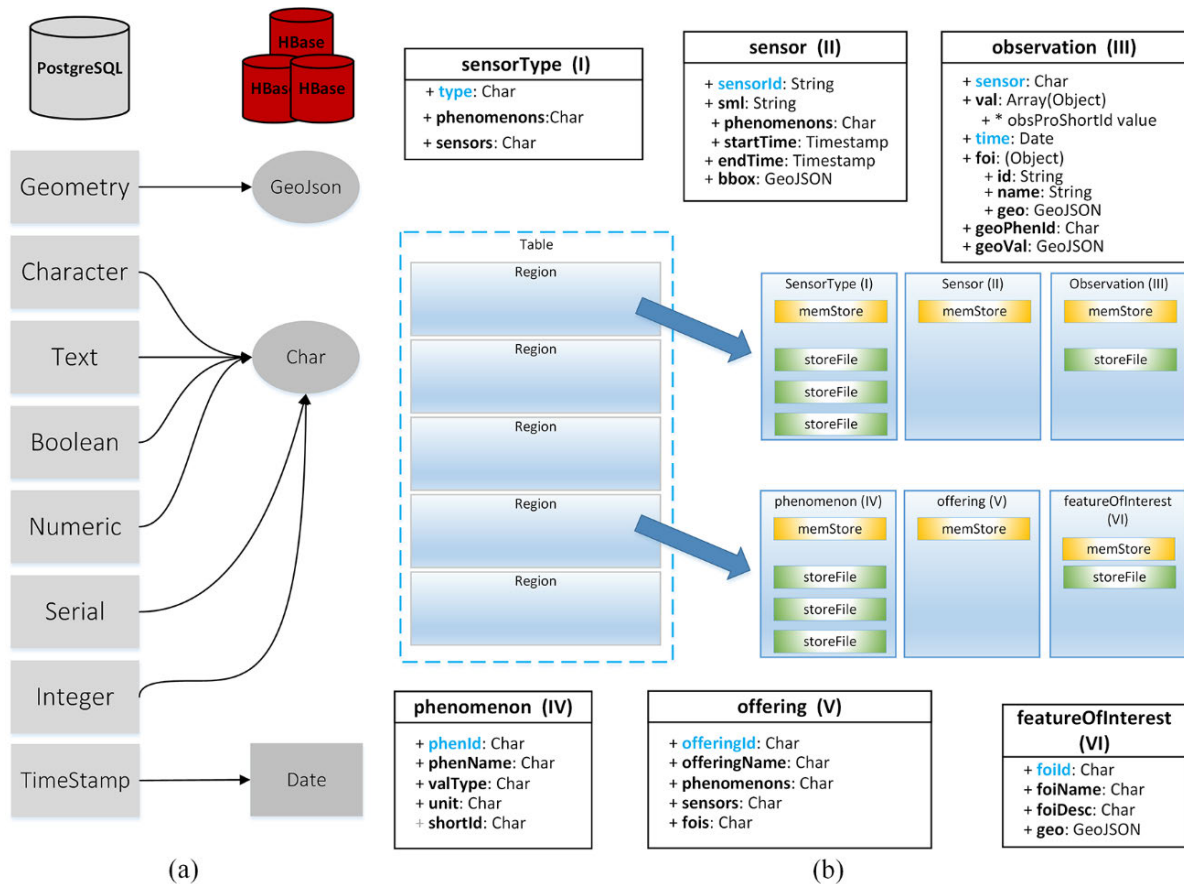 PostgreSQL
HBase
HBase
HBase
Geometry
GeoJson
Character
Text
Char
Boolean
Numeric
Serial
Integer
TimeStamp
Date
(a)
sensorType (I)
+ type: Char
+ phenomenons:Char
+ sensors: Char
sensor (II)
+ sensorId: String
+ sml: String
+ phenomenons: Char
+ startTime: Timestamp
+ endTime: Timestamp
+ bbox: GeoJSON
observation (III)
+ sensor: Char
+ val: Array(Object)
+ * obsProShortId value
+ time: Date
+ foi: (Object)
+ id: String
+ name: String
+ geo: GeoJSON
+ geoPhenId: Char
+ geoVal: GeoJSON
Table
Region
Region
Region
Region
Region
SensorType (I)
memStore
storeFile
storeFile
storeFile
Sensor (II)
memStore
Observation (III)
memStore
storeFile
phenomenon (IV)
memStore
storeFile
storeFile
storeFile
offering (V)
memStore
featureOfInterest
(VI)
memStore
storeFile
phenomenon (IV)
+ phenId: Char
+ phenName: Char
+ valType: Char
+ unit: Char
+ shortId: Char
offering (V)
+ offeringId: Char
+ offeringName: Char
+ phenomenons: Char
+ sensors: Char
+ fois: Char
featureOfInterest
(VI)
+ foiId: Char
+ foiName: Char
+ foiDesc: Char
+ geo: GeoJSON
(b)